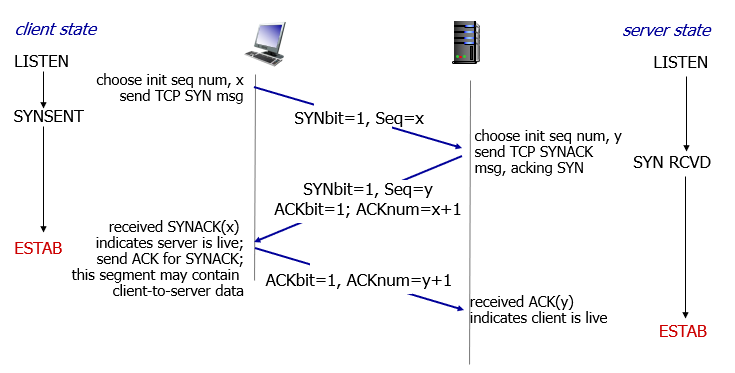 client state
server state
LISTEN
LISTEN
choose init seq num, x
send TCP SYN msg
SYNSENT
SYNbit=1, Seq=x
choose init seq num, y
send TCP SYNACK
msg, acking SYN
SYN RCVD
SYNbit=1, Seq=y
ACKbit=1; ACKnum=x+1
received SYNACK(x)
indicates server is live;
send ACK for SYNACK;
this segment may contain
client-to-server data
ESTAB
ACKbit=1, ACKnum=y+1
received ACK(y)
indicates client is live
ESTAB